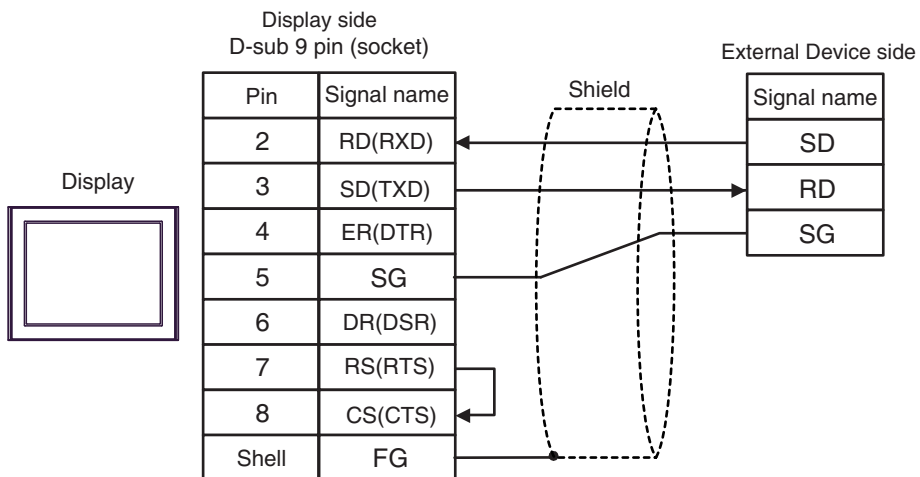 Display side
D-sub 9 pin (socket)
External Device side
Pin Signal name
Shield
Signal name
2 RD(RXD)
SD
Display
3 SD(TXD)
RD
4 ER(DTR)
SG
5 SG
6 DR(DSR)
7 RS(RTS)
8 CS(CTS)
Shell FG